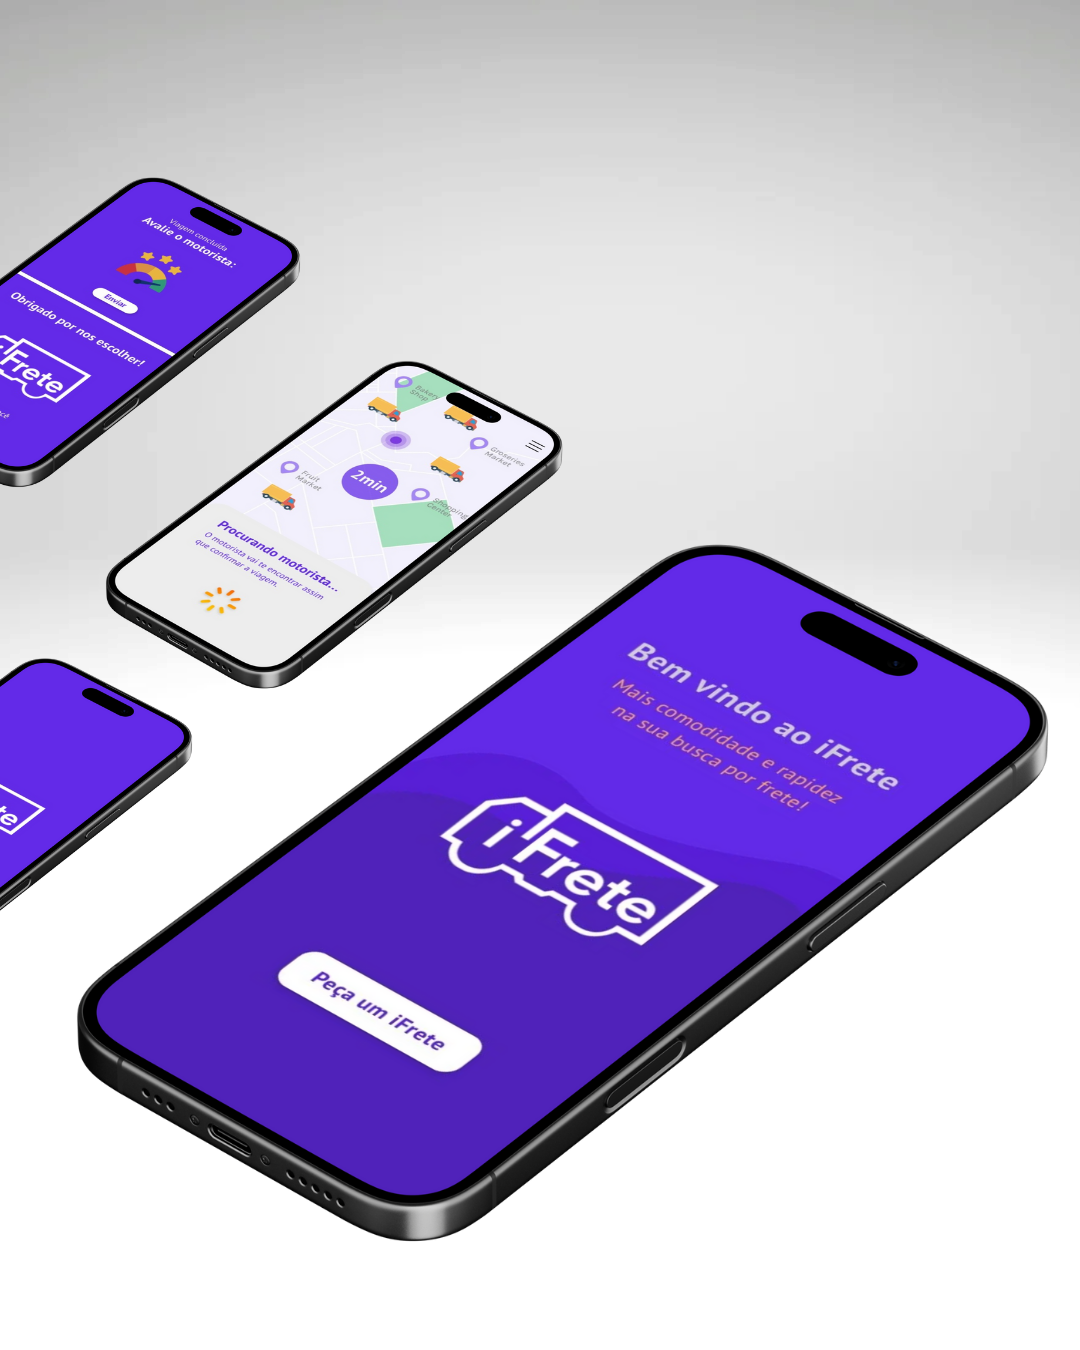 Viagem concluída
Avalie o motorista:
Enviar
Obrigado por nos escolher!
iFrete
Bakery
Shop
Groseries
Market
Fruit
Market
2min
Shopping
Center
Procurando motorista...
O motorista vai te encontrar assim
que confirmar a viagem.
te
Bem vindo ao iFrete
Mais comodidade e rapidez
na sua busca por frete!
iFrete
Peça um iFrete